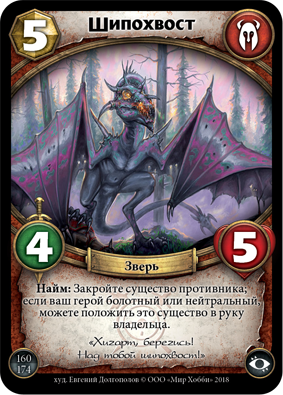 5
Шипохвост
4
Зверь
5
Найм: Закройте существо противника;
если ваш герой болотный или нейтральный,
можете положить это существо в руку
владельца.
«Хигарт, берегись!
Над тобой шипохвост!»
160
174
худ. Евгений Долгополов © ООО «Мир Хобби» 2018